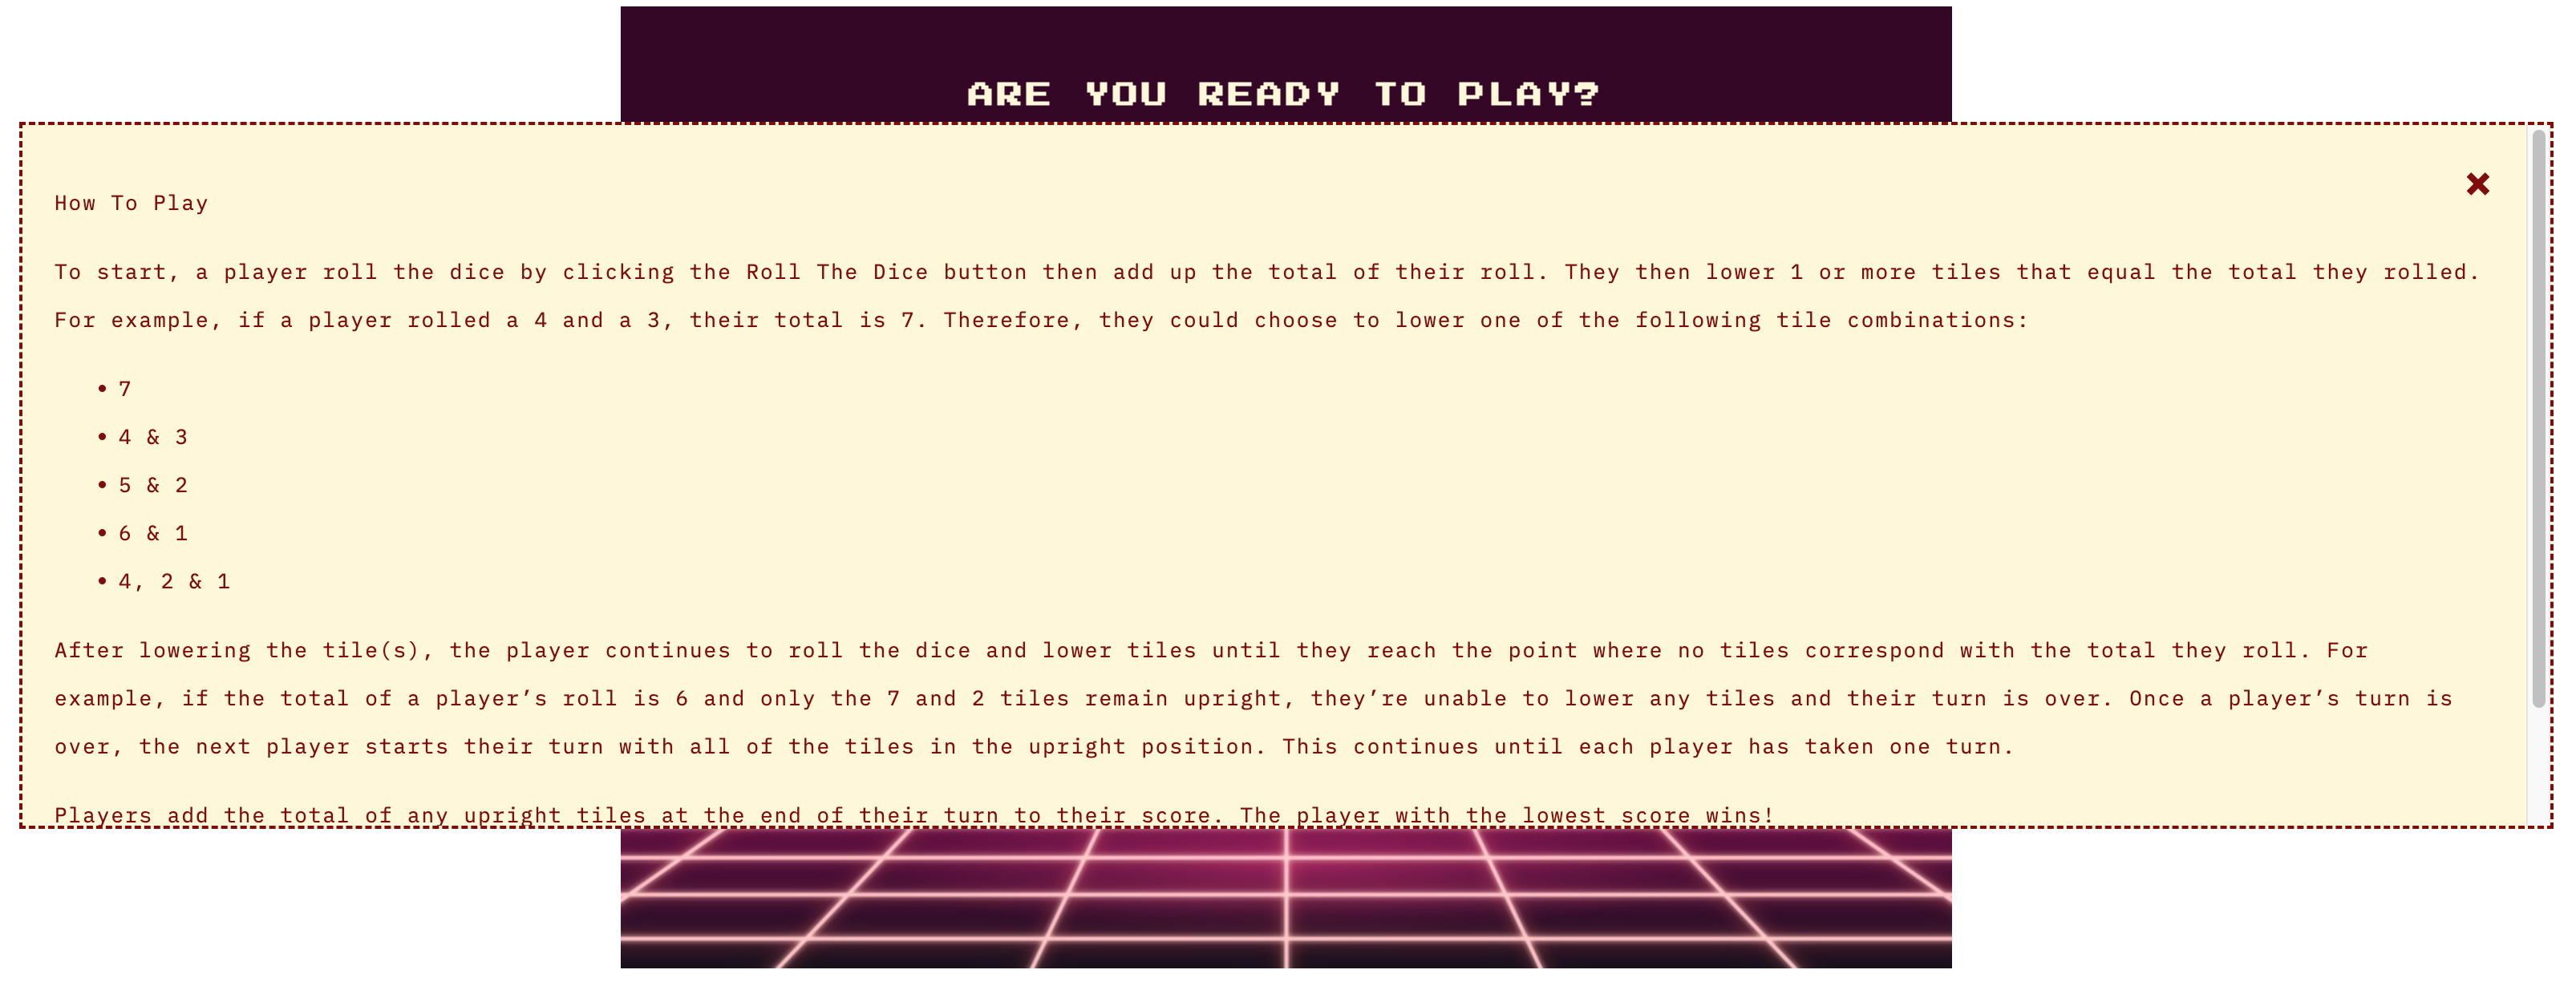 ARE YOU READY TO PLAY?
How To Play
To start, a player roll the dice by clicking the Roll The Dice button then add up the total of their roll. They then lower 1 or more tiles that equal the total they rolled.
For example, if a player rolled a 4 and a 3, their total is 7. Therefore, they could choose to lower one of the following tile combinations:
• 7
• 4 & 3
• 5 & 2
• 6 & 1
• 4, 2 & 1
After lowering the tile(s), the player continues to roll the dice and lower tiles until they reach the point where no tiles correspond with the total they roll. For
example, if the total of a player’s roll is 6 and only the 7 and 2 tiles remain upright, they’re unable to lower any tiles and their turn is over. Once a player’s turn is
over, the next player starts their turn with all of the tiles in the upright position. This continues until each player has taken one turn.
Players add the total of any upright tiles at the end of their turn to their score. The player with the lowest score wins!